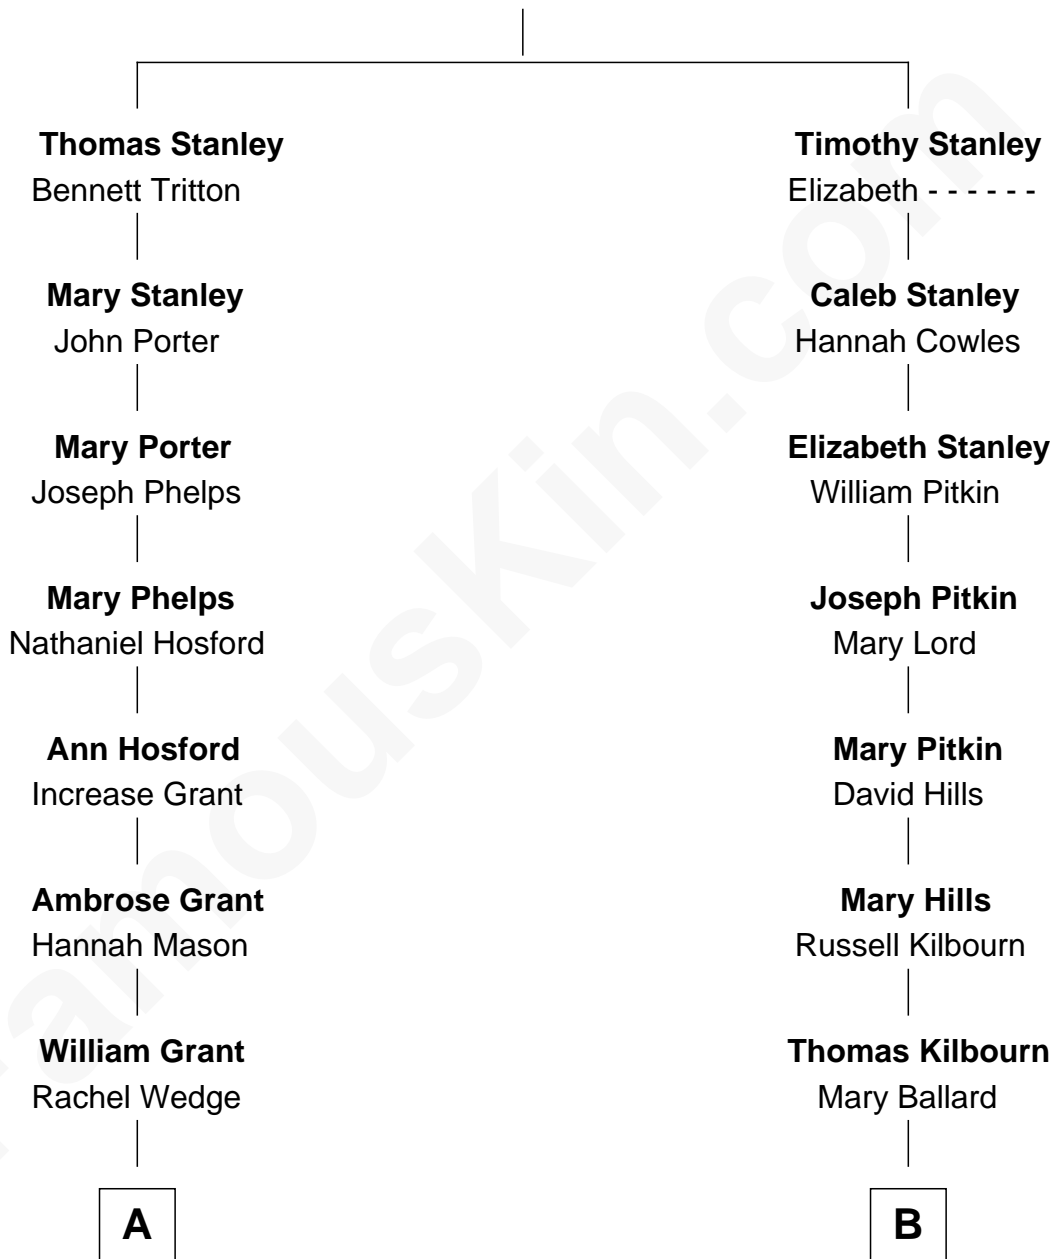 Thomas Stanley
Bennett Tritton
Mary Stanley
John Porter
Mary Porter
Joseph Phelps
Mary Phelps
Nathaniel Hosford
Ann Hosford
Increase Grant
Ambrose Grant
Hannah Mason
William Grant
Rachel Wedge
A
Timothy Stanley
Elizabeth - - - - - -
Caleb Stanley
Hannah Cowles
Elizabeth Stanley
William Pitkin
Joseph Pitkin
Mary Lord
Mary Pitkin
David Hills
Mary Hills
Russell Kilbourn
Thomas Kilbourn
Mary Ballard
B
FamousKin.com